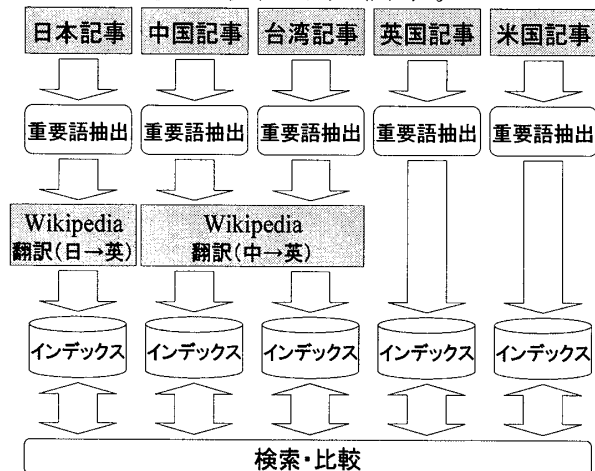 日本記事 中国記事 台湾記事 英国記事 米国記事
重要語抽出 重要語抽出 重要語抽出 重要語抽出 重要語抽出
Wikipedia
翻訳(日→英)
Wikipedia
翻訳(中→英)
インデックス インデックス インデックス インデックス インデックス
検索・比較